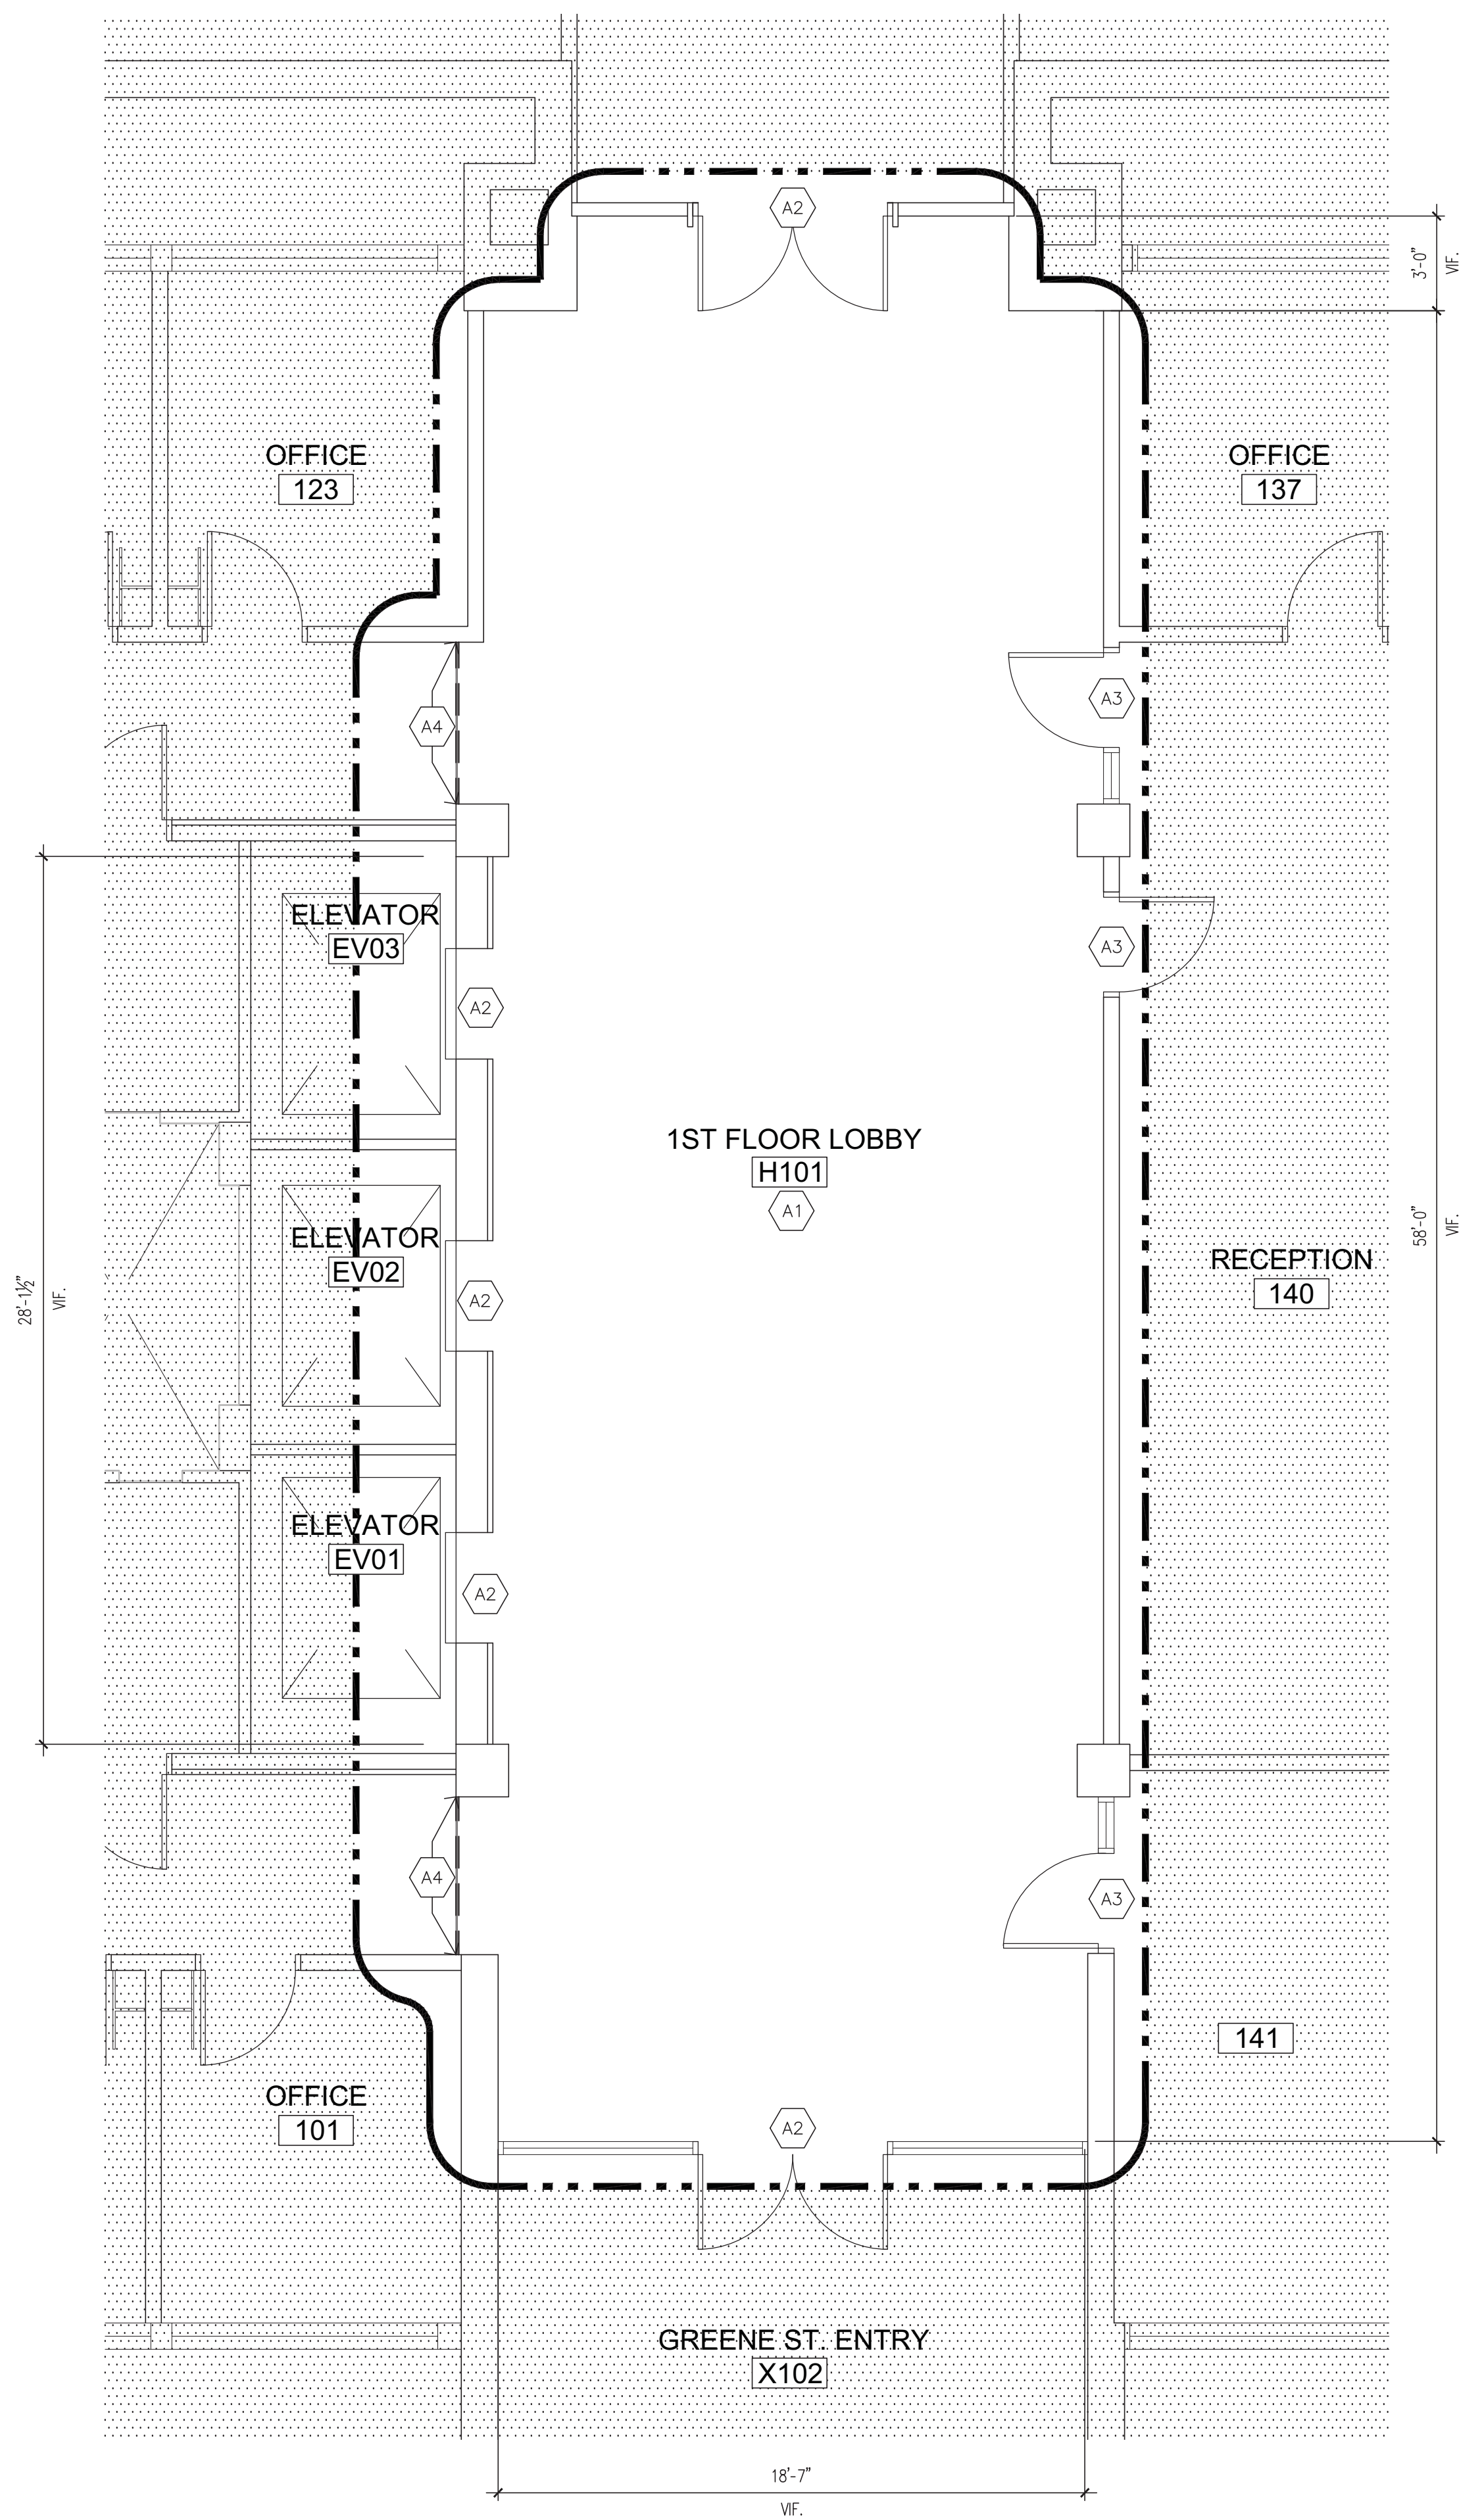 A2
3'-0"
VIF.
OFFICE
123
OFFICE
137
A3
A4
ELEVATOR
EV03
A3
A2
1ST FLOOR LOBBY
H101
A1
58'-0"
VIF.
ELEVATOR
EV02
RECEPTION
140
28'-1½"
VIF.
A2
ELEVATOR
EV01
A2
A4
A3
141
OFFICE
101
A2
GREENE ST. ENTRY
X102
18'-7"
VIF.